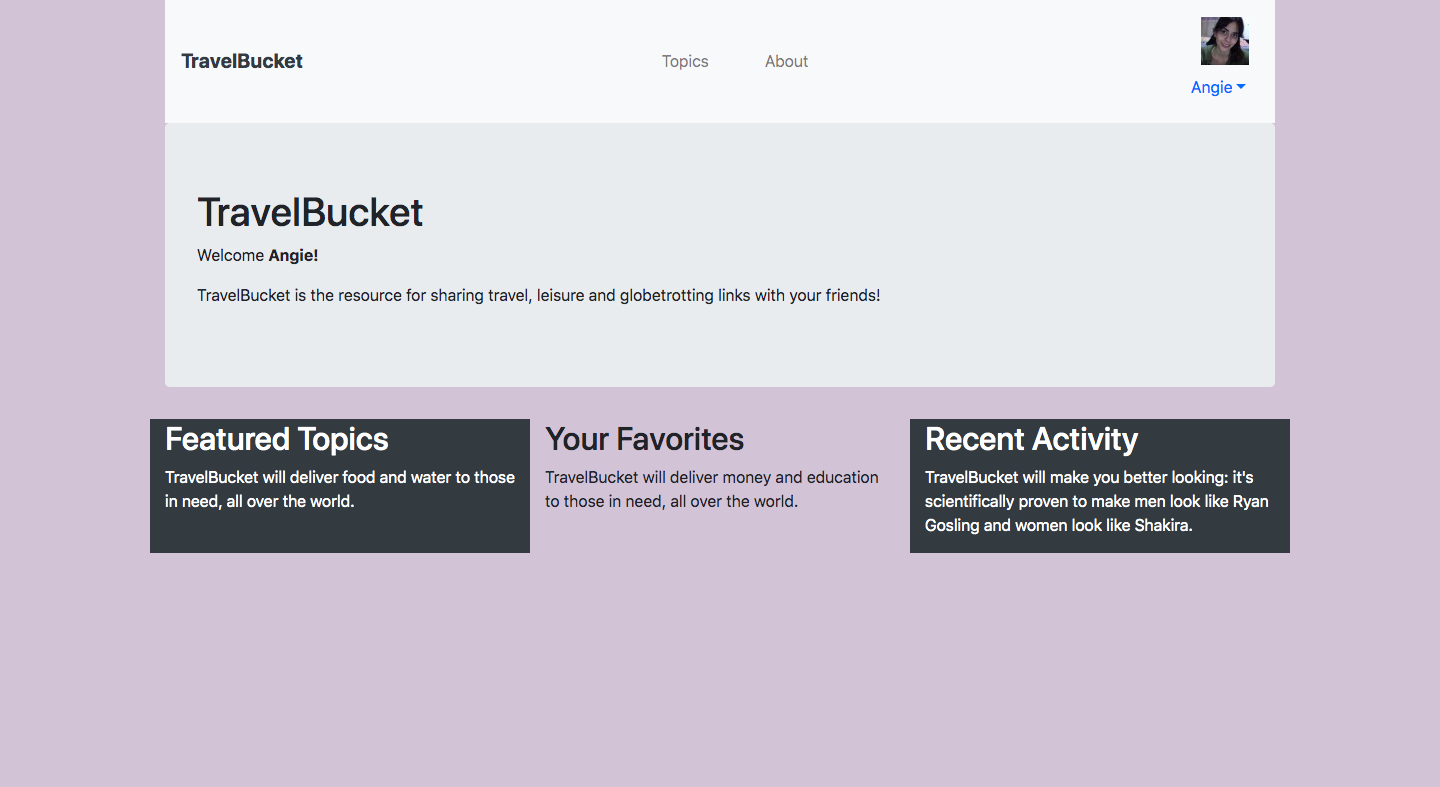 TravelBucket
Topics
About
Angie
TravelBucket
Welcome Angie!
TravelBucket is the resource for sharing travel, leisure and globetrotting links with your friends!
Featured Topics
TravelBucket will deliver food and water to those
in need, all over the world.
Your Favorites
TravelBucket will deliver money and education
to those in need, all over the world.
Recent Activity
TravelBucket will make you better looking: it's
scientifically proven to make men look like Ryan
Gosling and women look like Shakira.